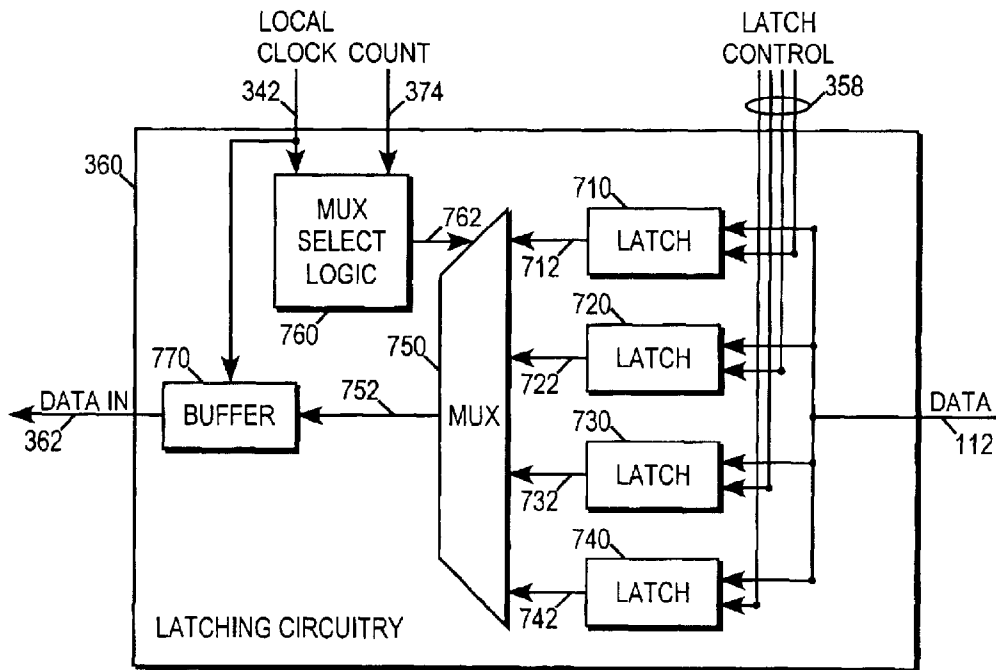 LOCAL
CLOCK COUNT
LATCH
CONTROL
342
374
358
360
MUX
SELECT
LOGIC
762
760
710
LATCH
712
720
LATCH
722
750
MUX
770
BUFFER
752
DATA IN
362
730
LATCH
732
DATA
112
740
LATCH
742
LATCHING CIRCUITRY